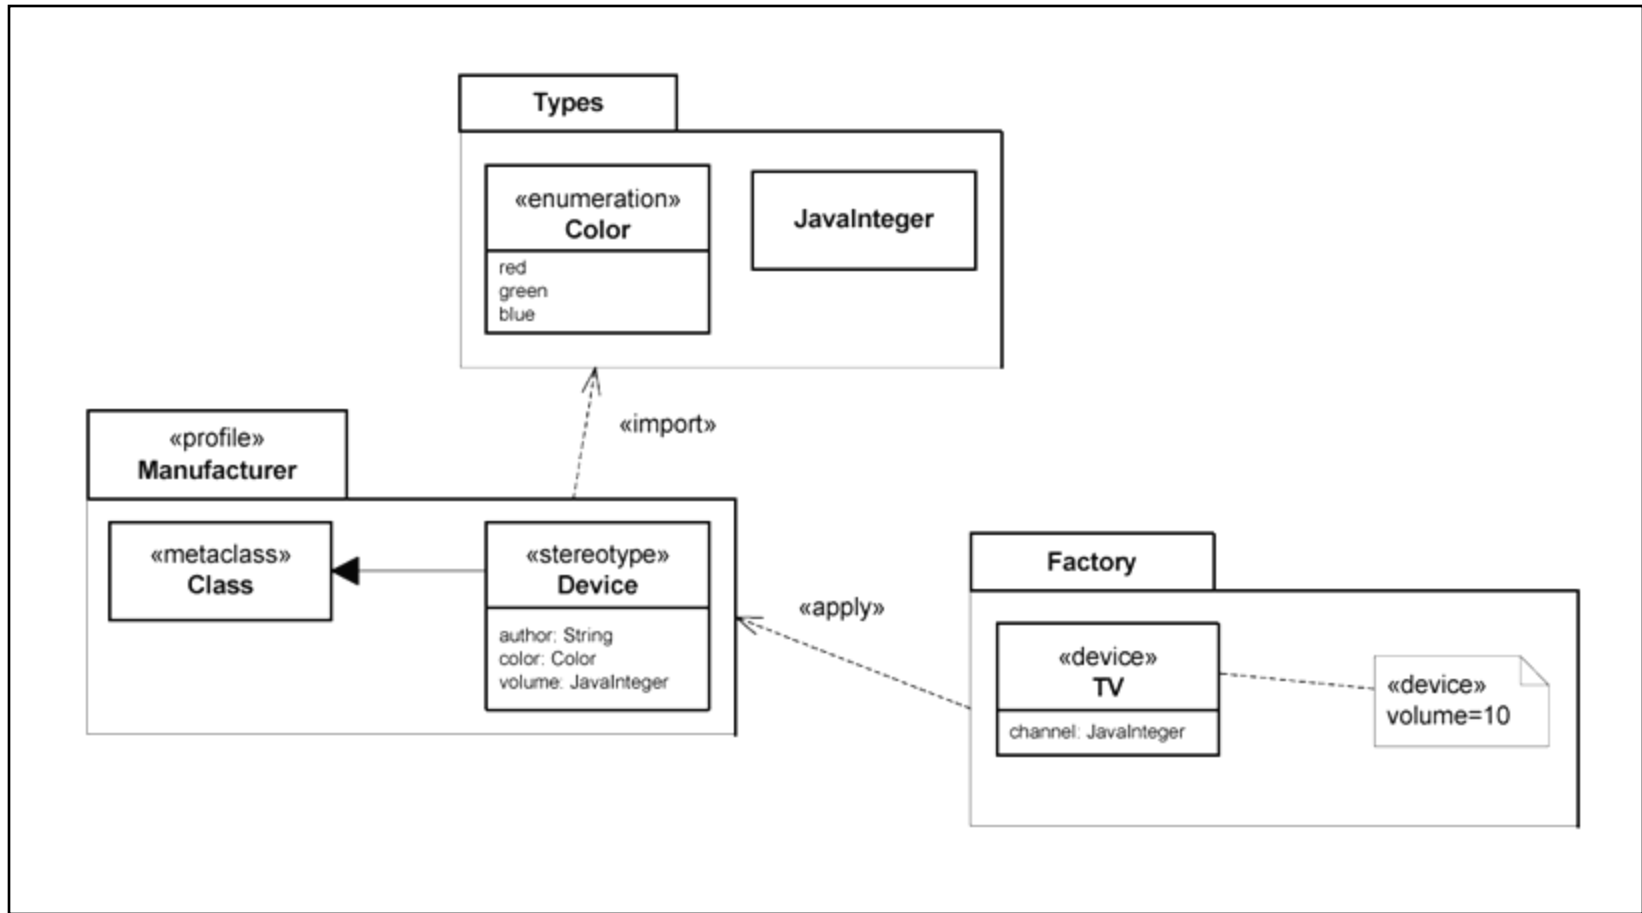 Types
«enumeration»
Color
red
green
blue
JavaInteger
«import»
«profile»
Manufacturer
«metaclass»
Class
«stereotype»
Device
author: String
color: Color
volume: JavaInteger
«apply»
Factory
«device»
TV
channel: JavaInteger
«device»
volume=10